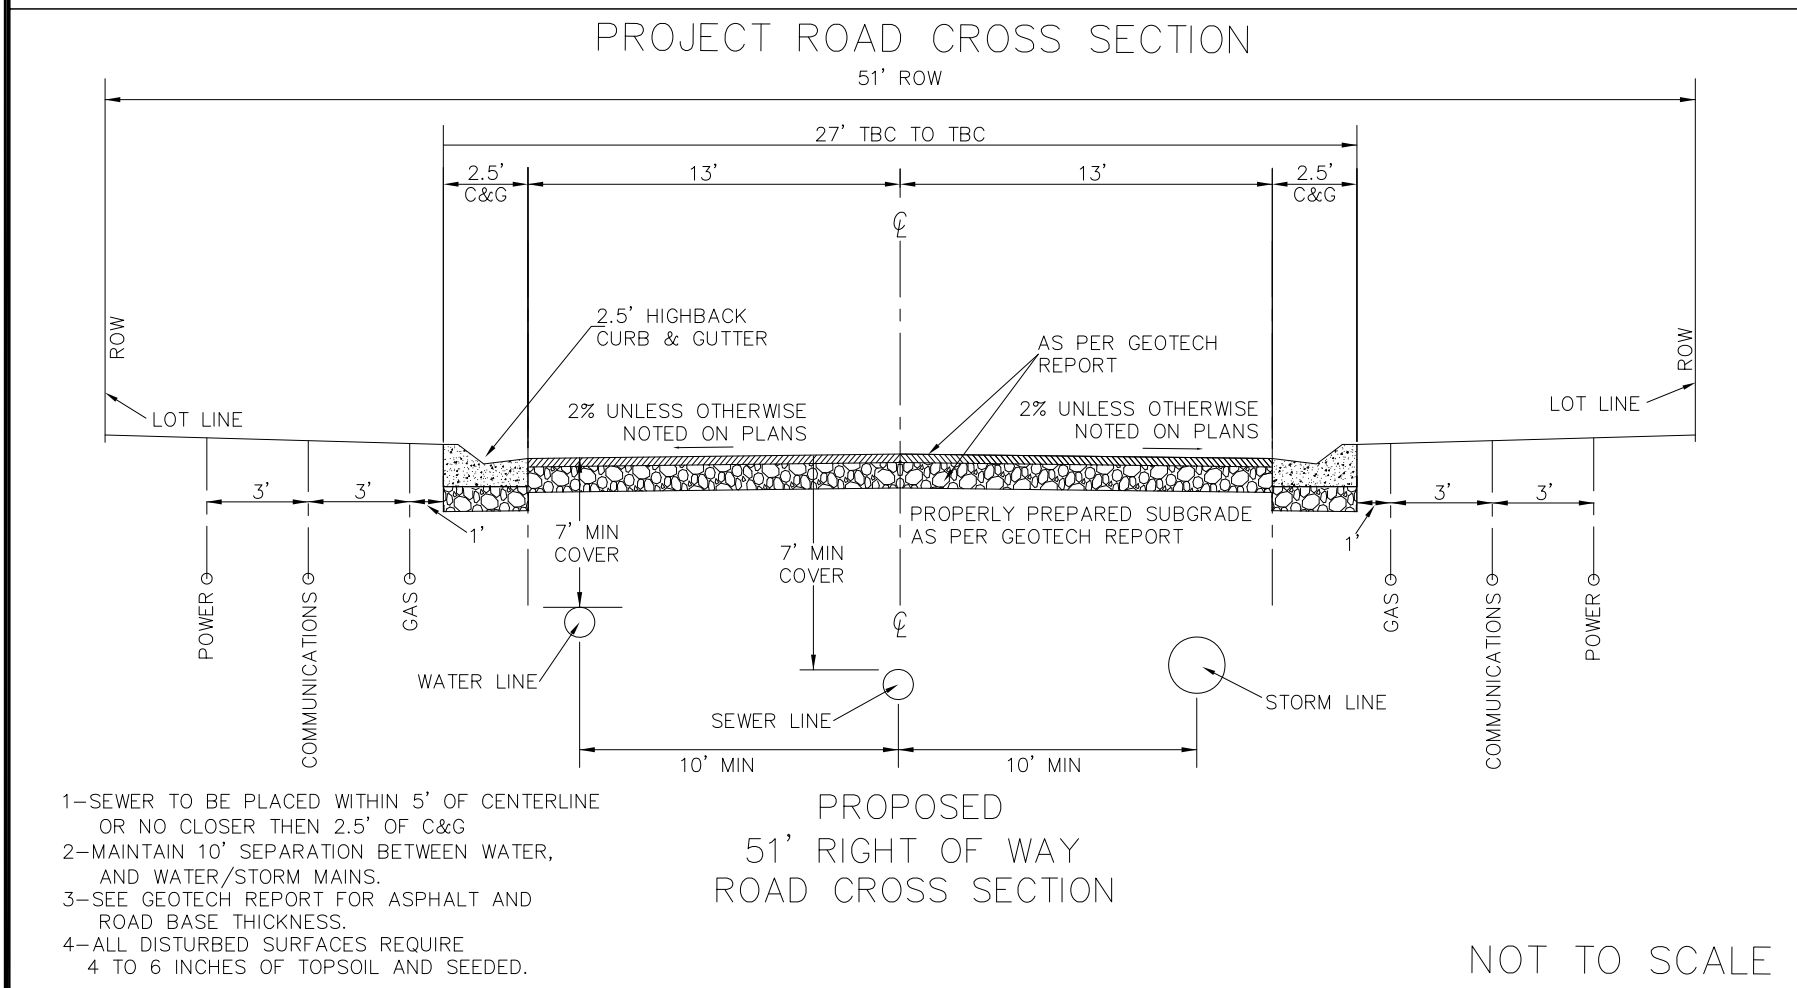 PROJECT ROAD CROSS SECTION
51' ROW
27' TBC TO TBC
2.5'
C&G
13'
13'
2.5'
C&G
℄
2.5' HIGHBACK
CURB & GUTTER
AS PER GEOTECH
REPORT
ROW
ROW
LOT LINE
LOT LINE
2% UNLESS OTHERWISE
NOTED ON PLANS
2% UNLESS OTHERWISE
NOTED ON PLANS
3'
3'
1'
7' MIN
COVER
7' MIN
COVER
PROPERLY PREPARED SUBGRADE
AS PER GEOTECH REPORT
1'
3'
3'
POWER
COMMUNICATIONS
GAS
℄
GAS
COMMUNICATIONS
POWER
WATER LINE
SEWER LINE
STORM LINE
10' MIN
10' MIN
1-SEWER TO BE PLACED WITHIN 5' OF CENTERLINE
OR NO CLOSER THEN 2.5' OF C&G
2-MAINTAIN 10' SEPARATION BETWEEN WATER,
AND WATER/STORM MAINS.
3-SEE GEOTECH REPORT FOR ASPHALT AND
ROAD BASE THICKNESS.
4-ALL DISTURBED SURFACES REQUIRE
4 TO 6 INCHES OF TOPSOIL AND SEEDED.
PROPOSED
51' RIGHT OF WAY
ROAD CROSS SECTION
NOT TO SCALE